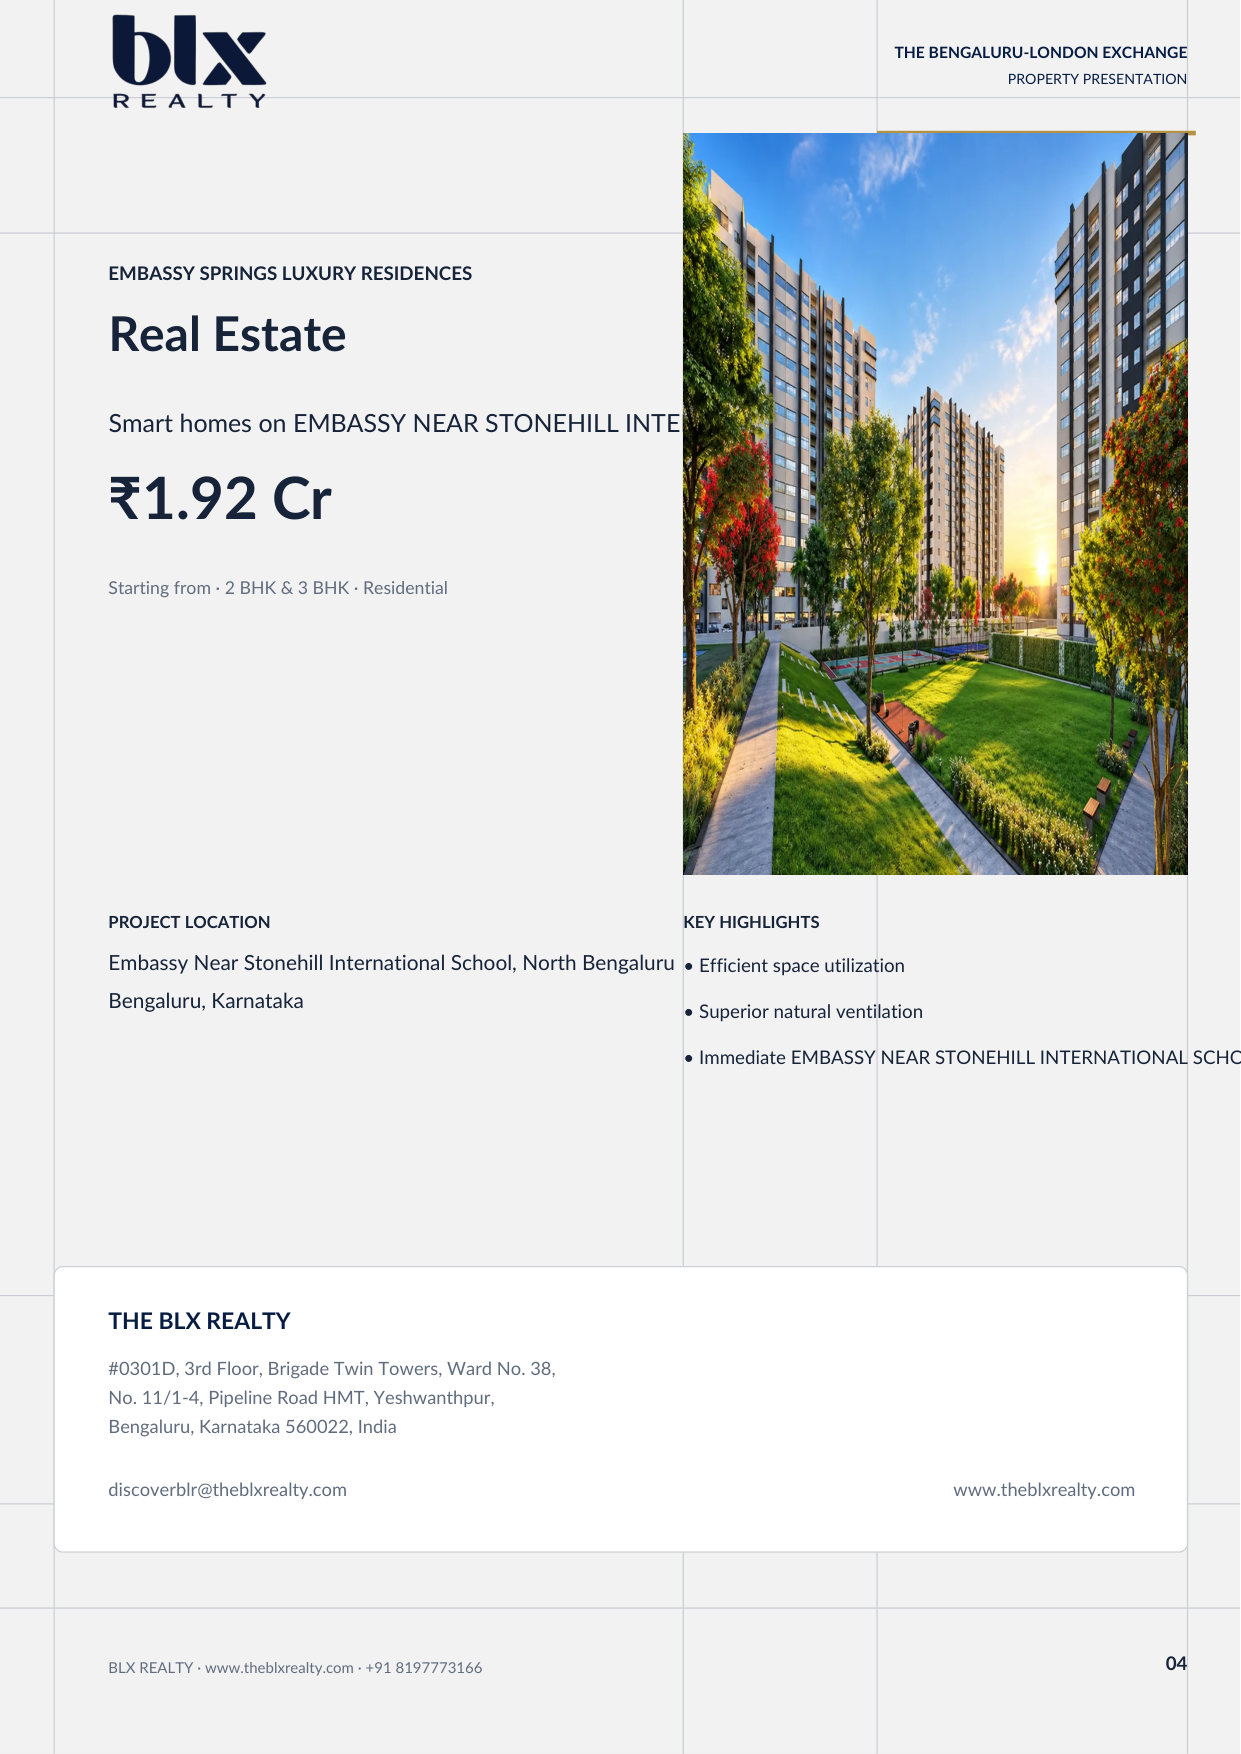 blx
REALTY
THE BENGALURU-LONDON EXCHANGE
PROPERTY PRESENTATION
EMBASSY SPRINGS LUXURY RESIDENCES
Real Estate
Smart homes on EMBASSY NEAR STONEHILL INTE
₹1.92 Cr
Starting from · 2 BHK & 3 BHK · Residential
PROJECT LOCATION
Embassy Near Stonehill International School, North Bengaluru
Bengaluru, Karnataka
KEY HIGHLIGHTS
• Efficient space utilization
• Superior natural ventilation
• Immediate EMBASSY NEAR STONEHILL INTERNATIONAL SCHO
THE BLX REALTY
#0301D, 3rd Floor, Brigade Twin Towers, Ward No. 38,
No. 11/1-4, Pipeline Road HMT, Yeshwanthpur,
Bengaluru, Karnataka 560022, India
discoverblr@theblxrealty.com
www.theblxrealty.com
BLX REALTY · www.theblxrealty.com · +91 8197773166
04